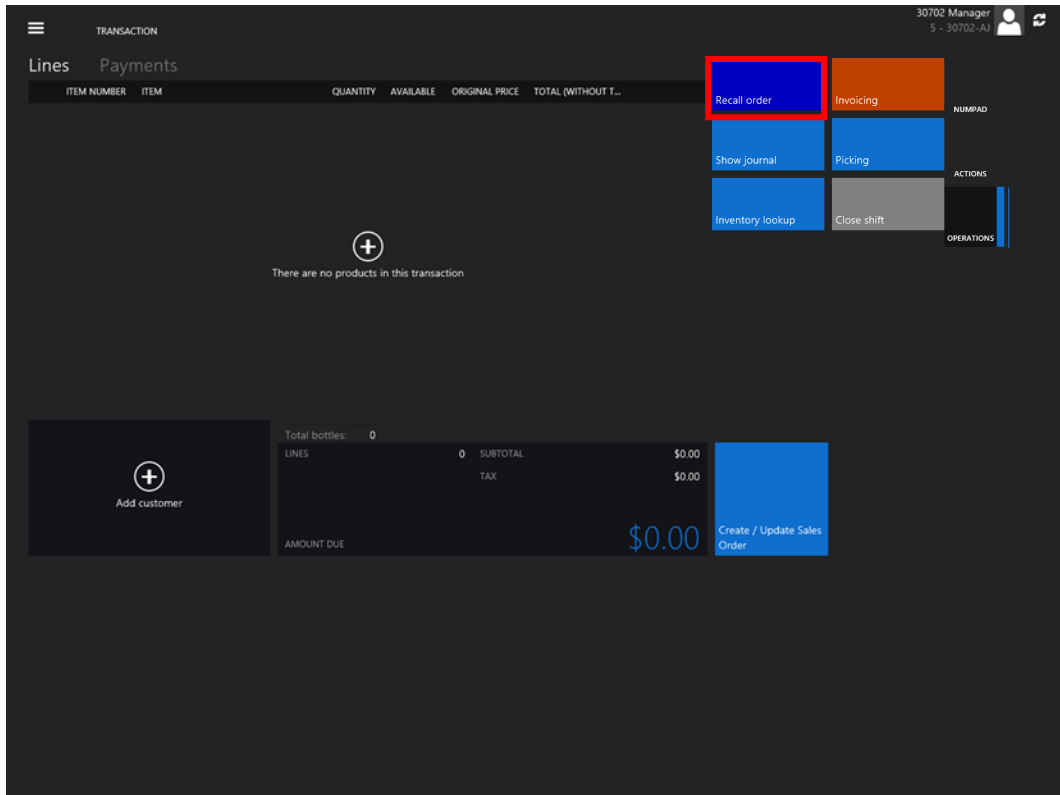 30702 Manager
5 - 30702-AJ
TRANSACTION
Lines Payments
ITEM NUMBER ITEM QUANTITY AVAILABLE ORIGINAL PRICE TOTAL (WITHOUT T...
Recall order Invoicing
NUMPAD
Show journal Picking
ACTIONS
Inventory lookup Close shift
OPERATIONS
There are no products in this transaction
Total bottles: 0
LINES 0 SUBTOTAL $0.00
TAX $0.00
Add customer
AMOUNT DUE $0.00
Create / Update Sales
Order